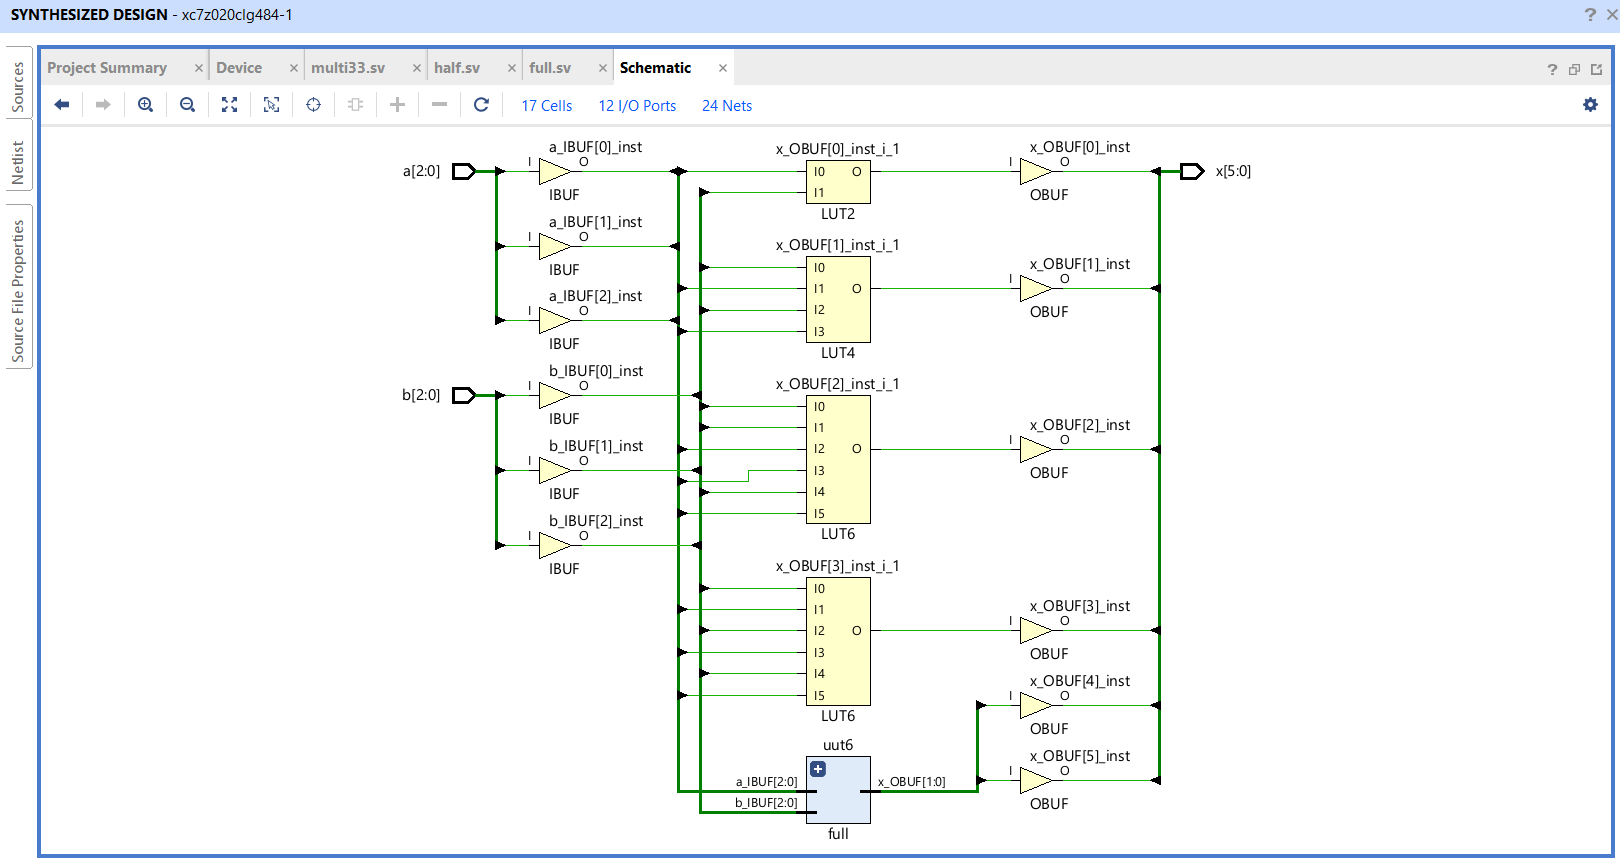 SYNTHESIZED DESIGN - xc7z020clg484-1
? ×
Sources
Netlist
Source File Properties
Project Summary × Device × multi33.sv × half.sv × full.sv × Schematic ×
?
17 Cells 12 I/O Ports 24 Nets
a[2:0]
a_IBUF[0]_inst
I O
IBUF
a_IBUF[1]_inst
I O
IBUF
a_IBUF[2]_inst
I O
IBUF
b[2:0]
b_IBUF[0]_inst
I O
IBUF
b_IBUF[1]_inst
I O
IBUF
b_IBUF[2]_inst
I O
IBUF
x_OBUF[0]_inst_i_1
I0 O
I1
LUT2
x_OBUF[1]_inst_i_1
I0
I1 O
I2
I3
LUT4
x_OBUF[2]_inst_i_1
I0
I1
I2 O
I3
I4
I5
LUT6
x_OBUF[3]_inst_i_1
I0
I1
I2 O
I3
I4
I5
LUT6
uut6
a_IBUF[2:0] x_OBUF[1:0]
b_IBUF[2:0]
full
x_OBUF[0]_inst
I O
OBUF
x[5:0]
x_OBUF[1]_inst
I O
OBUF
x_OBUF[2]_inst
I O
OBUF
x_OBUF[3]_inst
I O
OBUF
x_OBUF[4]_inst
I O
OBUF
x_OBUF[5]_inst
I O
OBUF